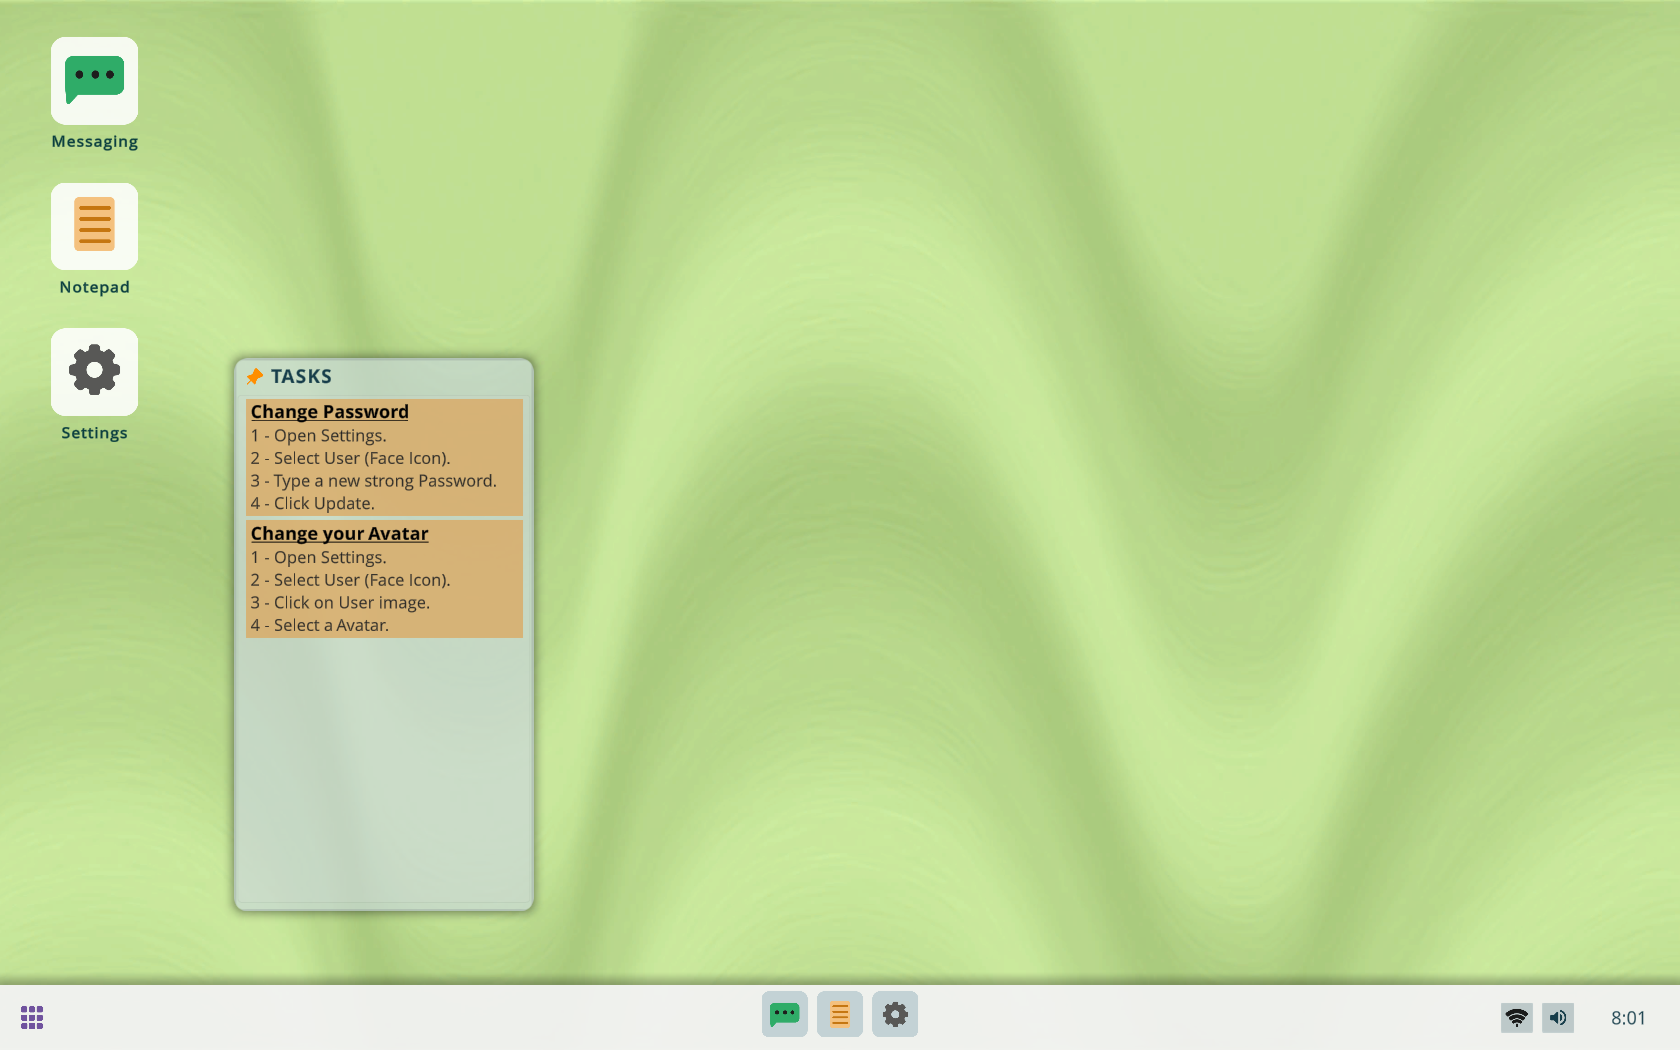 Messaging
Notepad
Settings
TASKS
Change Password
1 - Open Settings.
2 - Select User (Face Icon).
3 - Type a new strong Password.
4 - Click Update.
Change your Avatar
1 - Open Settings.
2 - Select User (Face Icon).
3 - Click on User image.
4 - Select a Avatar.
8:01